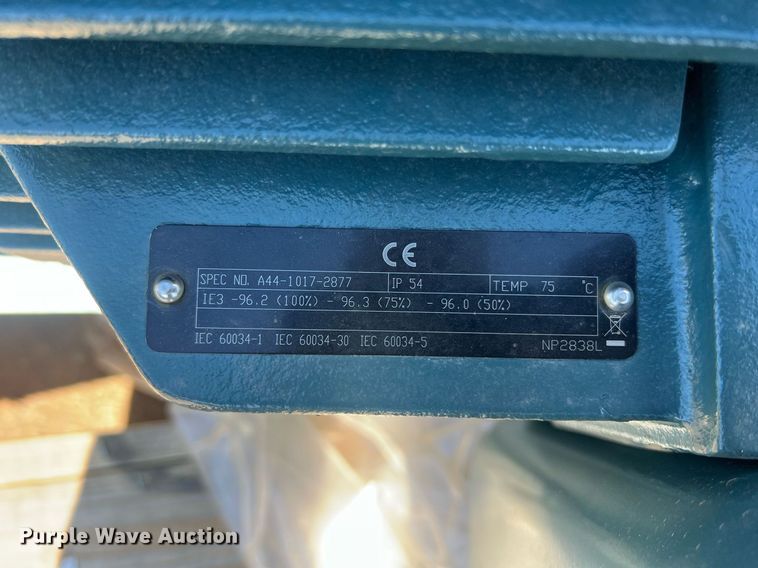 CE
SPEC NO. A44-1017-2877 IP 54 TEMP 75 °C
IE3 -96.2 (100%) - 96.3 (75%) - 96.0 (50%)
IEC 60034-1 IEC 60034-30 IEC 60034-5 NP2838L
Purple Wave Auction